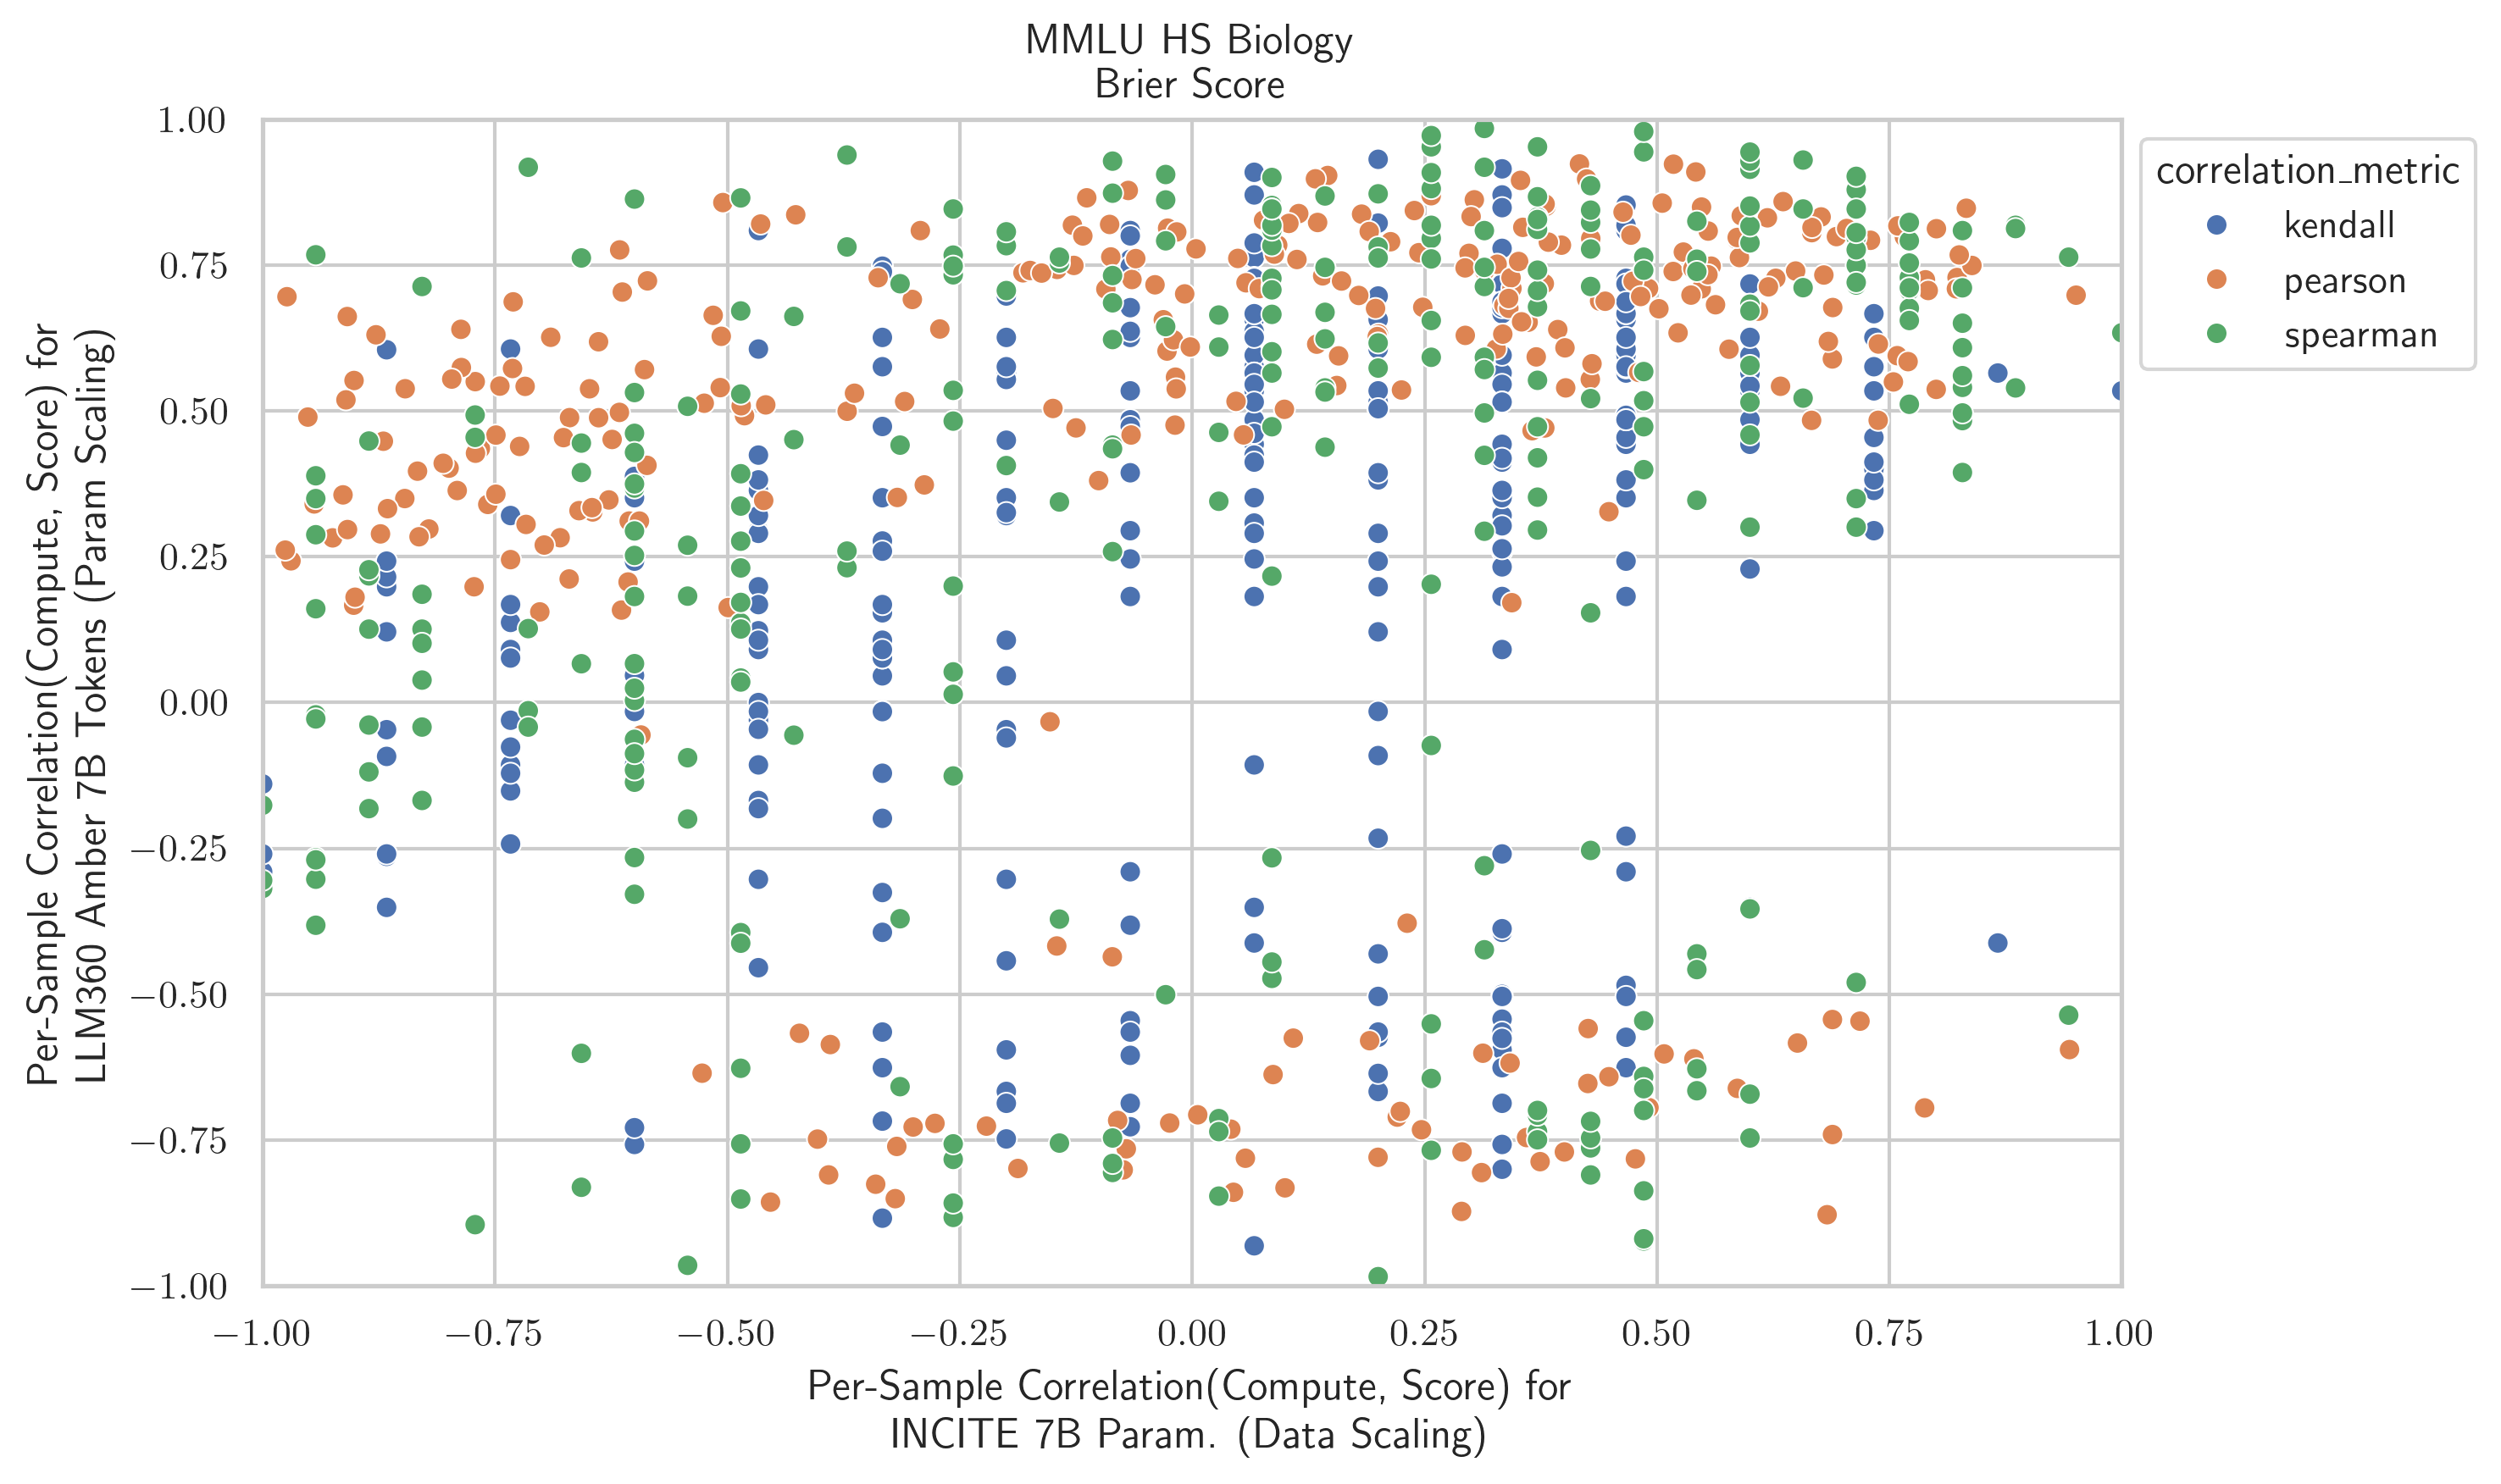 MMLU HS Biology
Brier Score
Per-Sample Correlation(Compute, Score) for
LLM360 Amber 7B Tokens (Param Scaling)
1.00
0.75
0.50
0.25
0.00
−0.25
−0.50
−0.75
−1.00
−1.00 −0.75 −0.50 −0.25 0.00 0.25 0.50 0.75 1.00
Per-Sample Correlation(Compute, Score) for
INCITE 7B Param. (Data Scaling)
correlation_metric
kendall
pearson
spearman